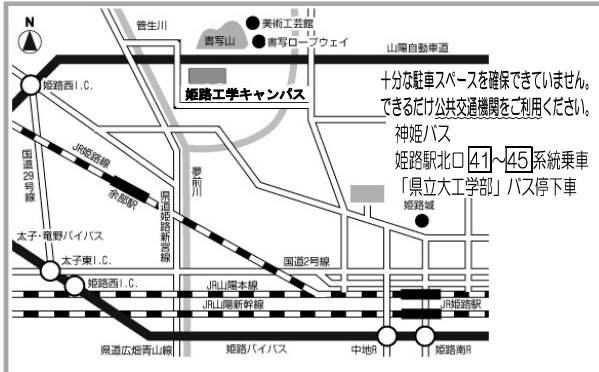 N
菅生川
美術工芸館
書写山
書写ロープウェイ
山陽自動車道
姫路西I.C.
姫路工学キャンパス
十分な駐車スペースを確保できていません。
できるだけ公共交通機関をご利用ください。
神姫バス
姫路駅北口41～45系統乗車
「県立大工学部」バス停下車
国道29号線
JR姫路線
余部駅
県道姫路新宮線
夢前川
姫路城
太子・竜野バイパス
太子東I.C.
国道2号線
姫路西I.C.
JR山陽本線
JR山陽新幹線
JR姫路駅
県道広畑青山線
姫路バイパス
中地R
姫路南R